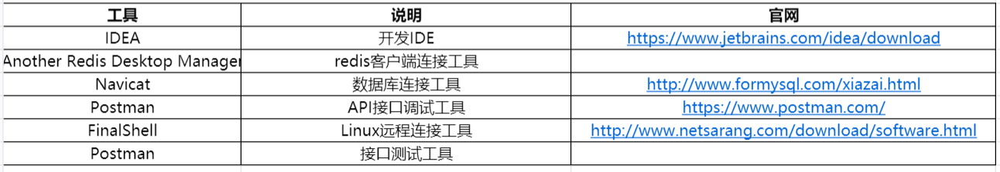 工具 说明 官网
IDEA 开发IDE https://www.jetbrains.com/idea/download
Another Redis Desktop Manager redis客户端连接工具
Navicat 数据库连接工具 http://www.formysql.com/xiazai.html
Postman API接口调试工具 https://www.postman.com/
FinalShell Linux远程连接工具 http://www.netsarang.com/download/software.html
Postman 接口测试工具